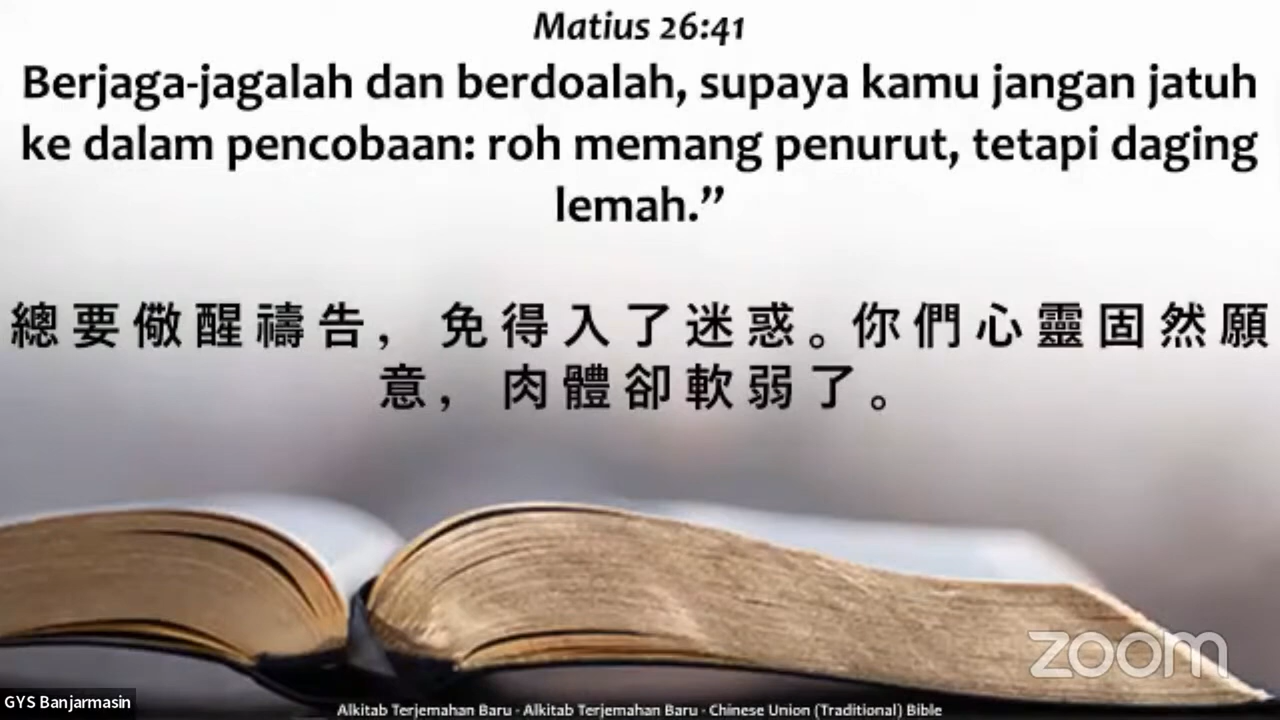 Matius 26:41
Berjaga-jagalah dan berdoalah, supaya kamu jangan jatuh
ke dalam pencobaan: roh memang penurut, tetapi daging
lemah.”
總要儆醒禱告，免得入了迷惑。你們心靈固然願
意，肉體卻軟弱了。
zoom
GYS Banjarmasin
Alkitab Terjemahan Baru - Alkitab Terjemahan Baru - Chinese Union (Traditional) Bible